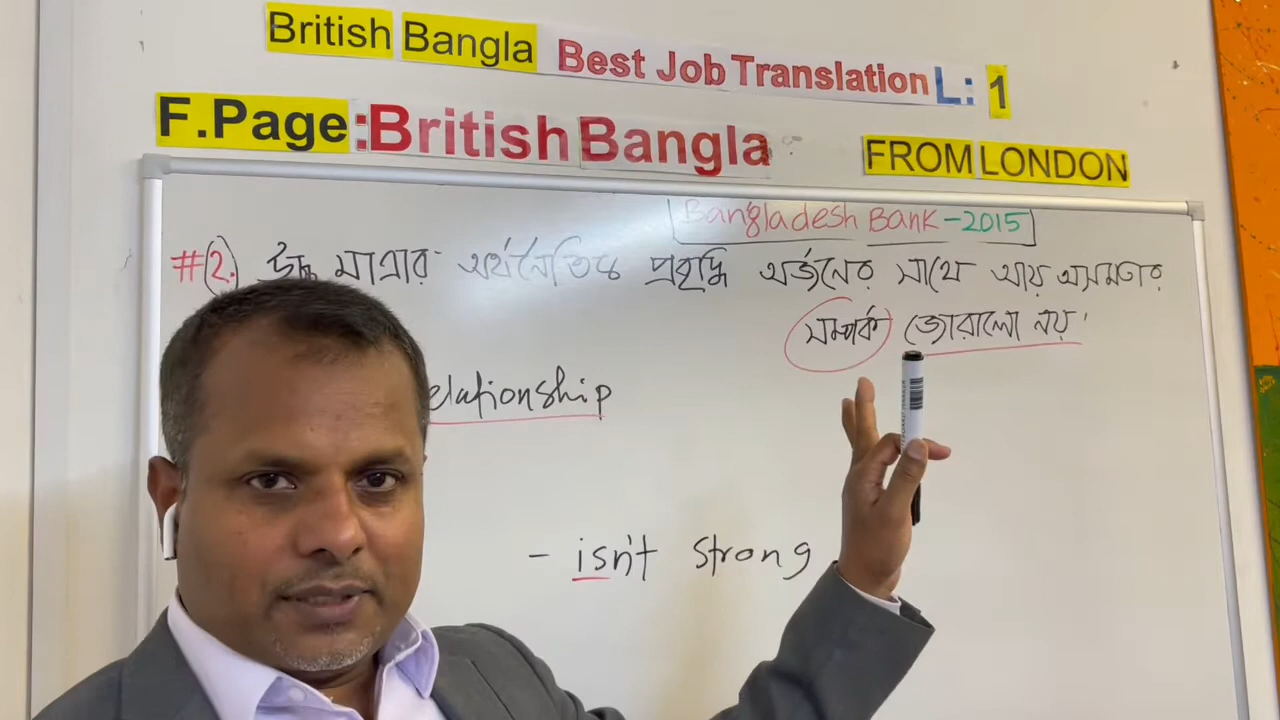 British Bangla Best Job Translation L: 1
F.Page:British Bangla FROM LONDON
Bangladesh Bank -2015
#(2.) উচ্চ মাত্রার অর্থনৈতিক প্রবৃদ্ধি অর্জনের সাথে আয় অসমতার
সম্পর্ক জোরালো নয়।
elationship
- isn't strong